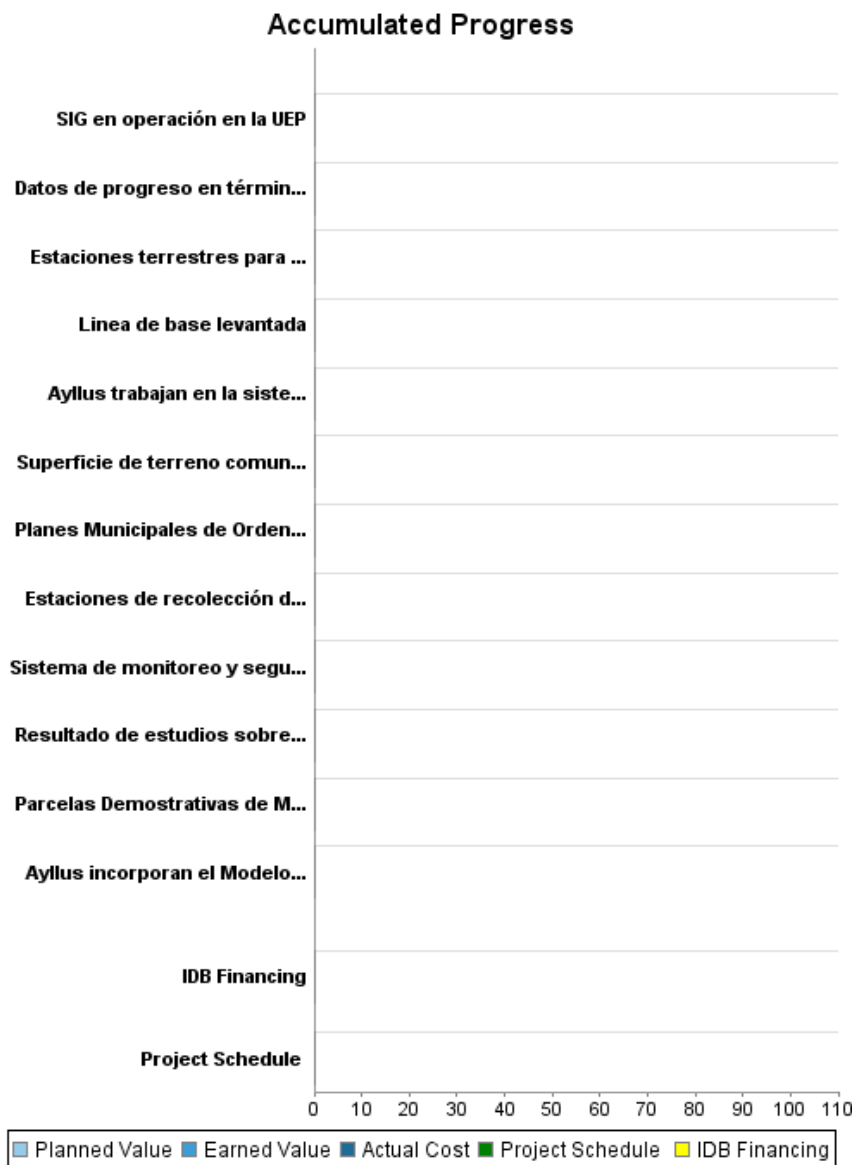 Accumulated Progress
SIG en operación en la UEP
Datos de progreso en términ...
Estaciones terrestres para ...
Linea de base levantada
Ayllus trabajan en la siste...
Superficie de terreno comun...
Planes Municipales de Orden...
Estaciones de recolección d...
Sistema de monitoreo y segu...
Resultado de estudios sobre...
Parcelas Demostrativas de M...
Ayllus incorporan el Modelo...
IDB Financing
Project Schedule
0 10 20 30 40 50 60 70 80 90 100 110
Planned Value Earned Value Actual Cost Project Schedule IDB Financing